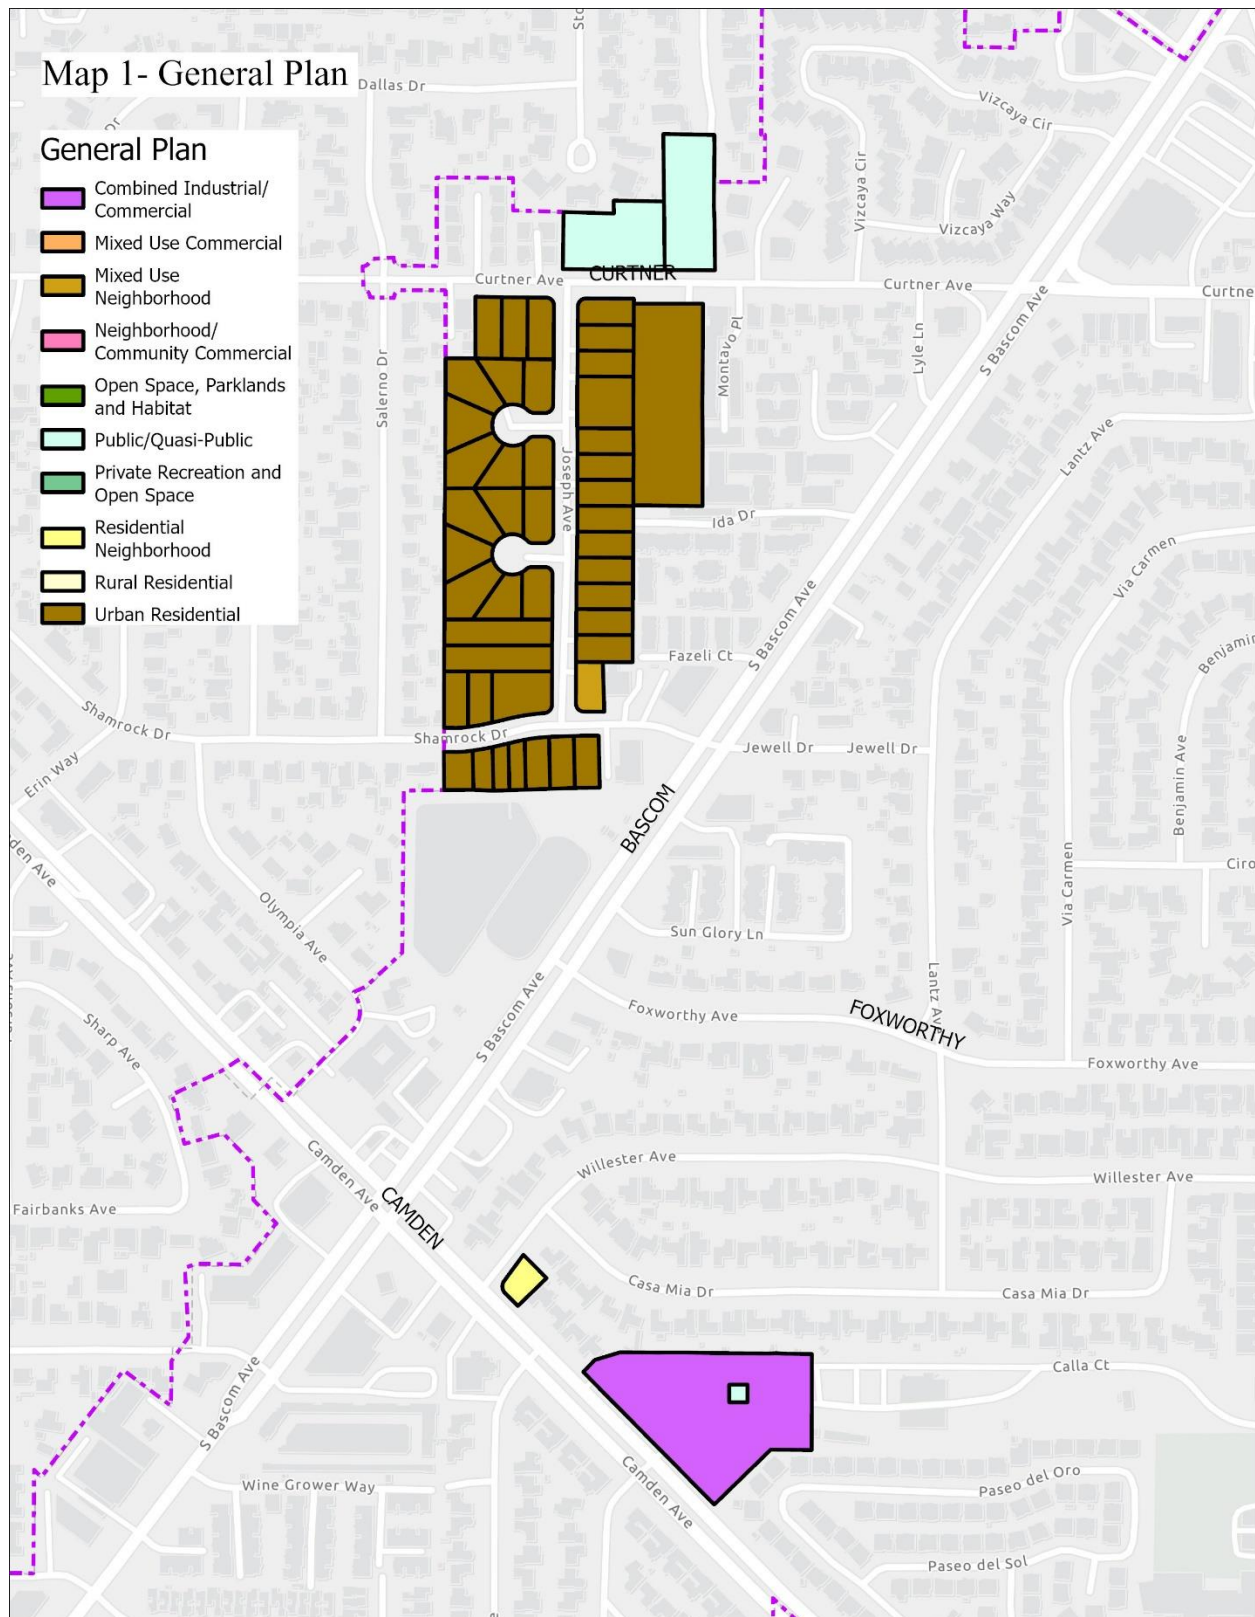 Sto
Map 1- General Plan
Dallas Dr
Dr
General Plan
Combined Industrial/
Commercial
Mixed Use Commercial
Mixed Use
Neighborhood
Neighborhood/
Community Commercial
Open Space, Parklands
and Habitat
Public/Quasi-Public
Private Recreation and
Open Space
Residential
Neighborhood
Rural Residential
Urban Residential
Vizcaya Cir
Vizcaya Cir
Vizcaya Way
Curtner Ave
CURTNER
Curtner Ave
Curtne
S Bascom Ave
Salerno Dr
Montavo Pl
Lyle Ln
Lantz Ave
Joseph Ave
Ida Dr
Via Carmen
S Bascom Ave
Fazeli Ct
Benjamin
Shamrock Dr
Shamrock Dr
Jewell Dr
Jewell Dr
Erin Way
Benjamin Ave
BASCOM
den Ave
Ciro
Via Carmen
Olympia Ave
Sun Glory Ln
Lantz Av
S Bascom Ave
Foxworthy Ave
FOXWORTHY
Sharp Ave
Foxworthy Ave
Willester Ave
Willester Ave
Camden Ave
CAMDEN
Fairbanks Ave
Casa Mia Dr
Casa Mia Dr
Calla Ct
S Bascom Ave
Camden Ave
Wine Grower Way
Paseo del Oro
Paseo del Sol